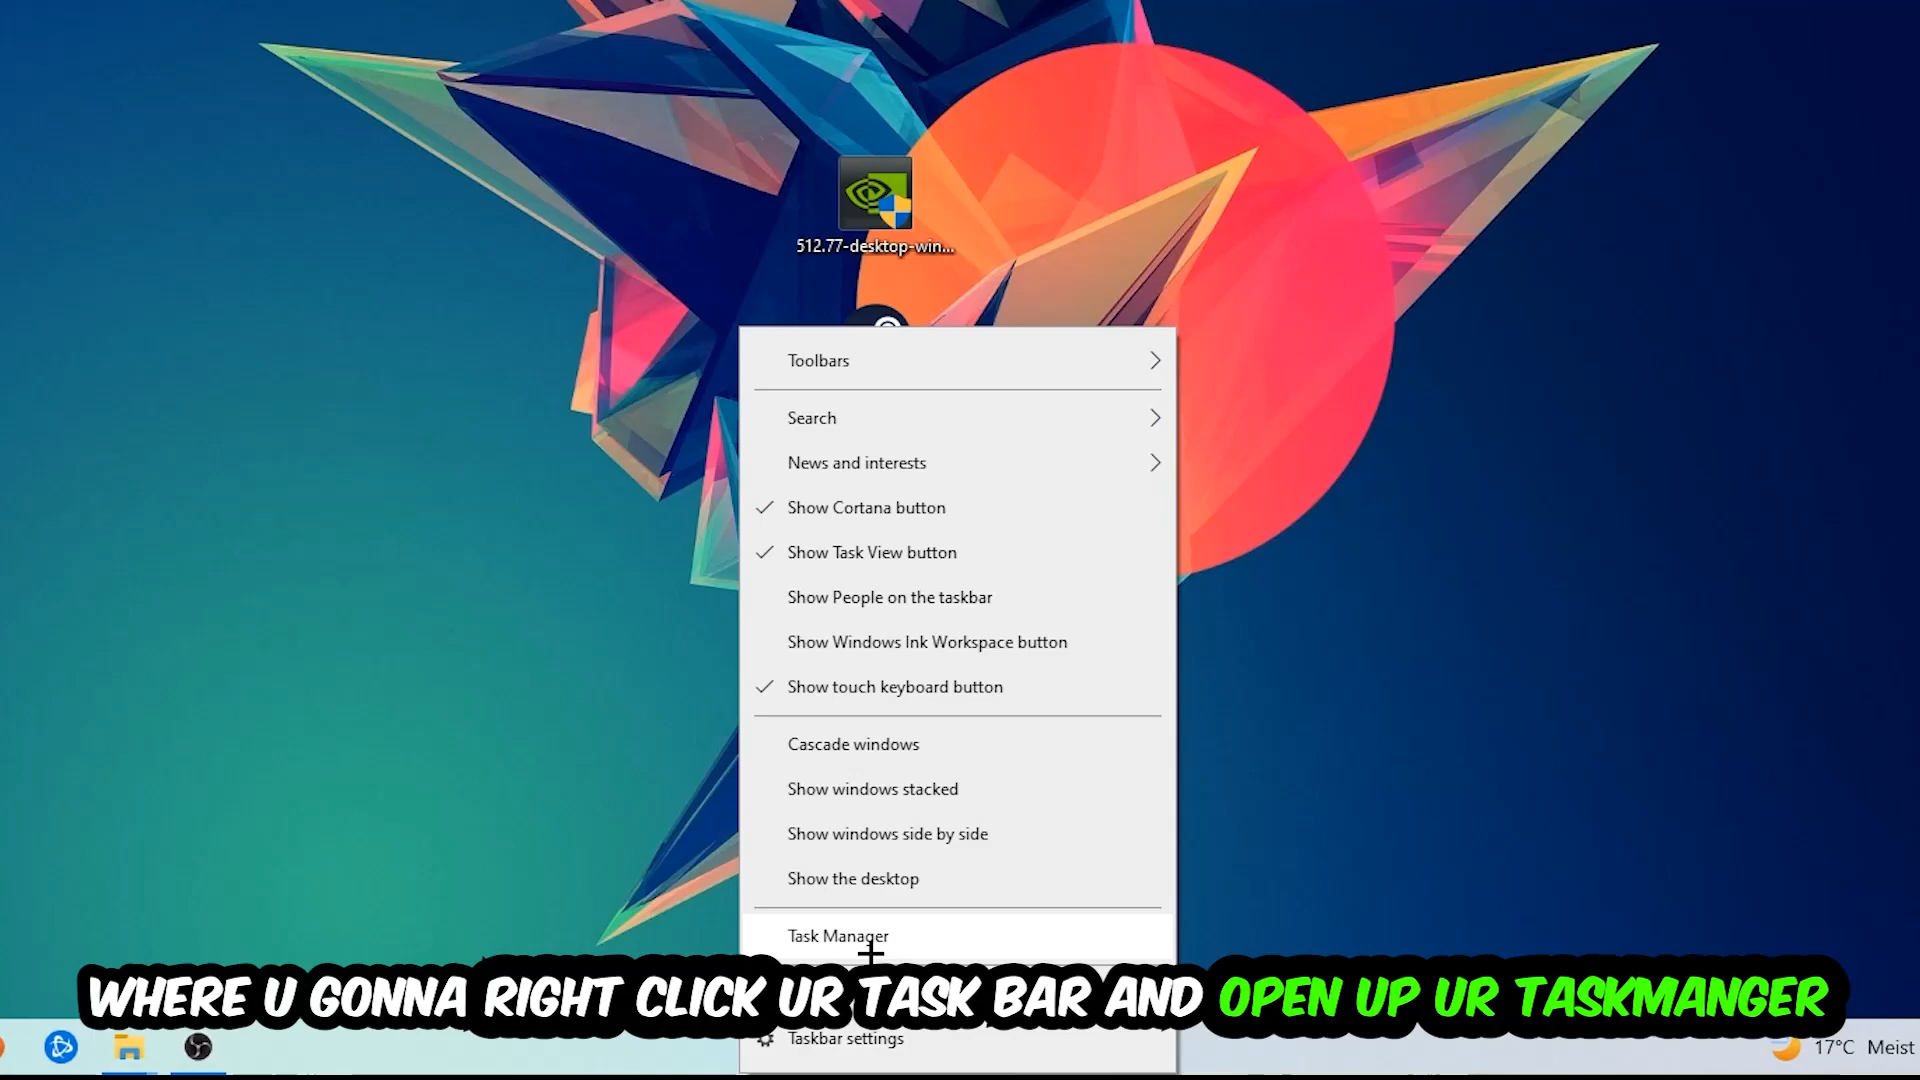 512.77-desktop-win...
Toolbars
Search
News and interests
Show Cortana button
Show Task View button
Show People on the taskbar
Show Windows Ink Workspace button
Show touch keyboard button
Cascade windows
Show windows stacked
Show windows side by side
Show the desktop
Task Manager
WHERE U GONNA RIGHT CLICK UR TASK BAR AND OPEN UP UR TASKMANGER
Taskbar settings
17°C Meist